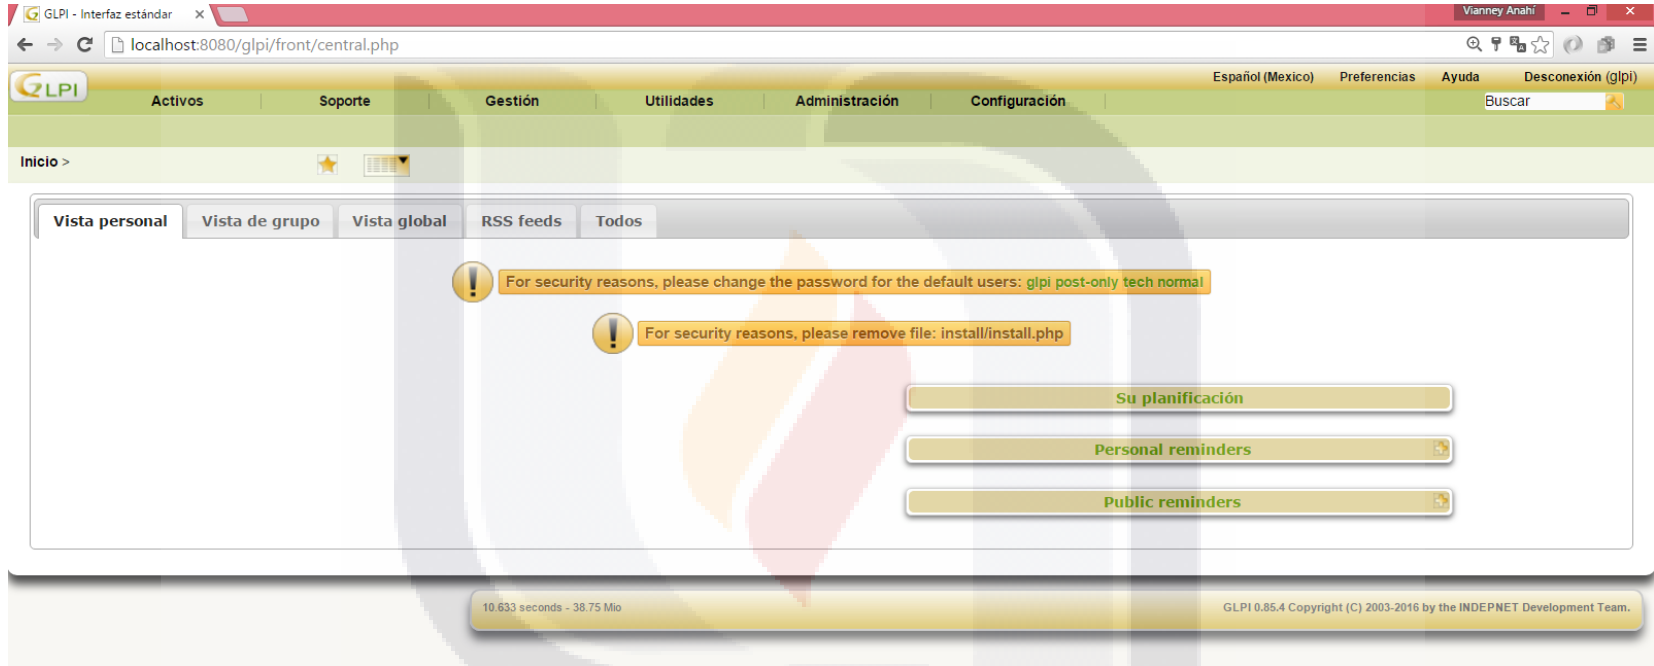 GLPI - Interfaz estándar
Vianney Anahí
localhost:8080/glpi/front/central.php
Español (Mexico) Preferencias Ayuda Desconexión (glpi)
GLPI
Activos Soporte Gestión Utilidades Administración Configuración Buscar
Inicio >
Vista personal Vista de grupo Vista global RSS feeds Todos
For security reasons, please change the password for the default users: glpi post-only tech normal
For security reasons, please remove file: install/install.php
Su planificación
Personal reminders
Public reminders
10.633 seconds - 38.75 Mio
GLPI 0.85.4 Copyright (C) 2003-2016 by the INDEPNET Development Team.